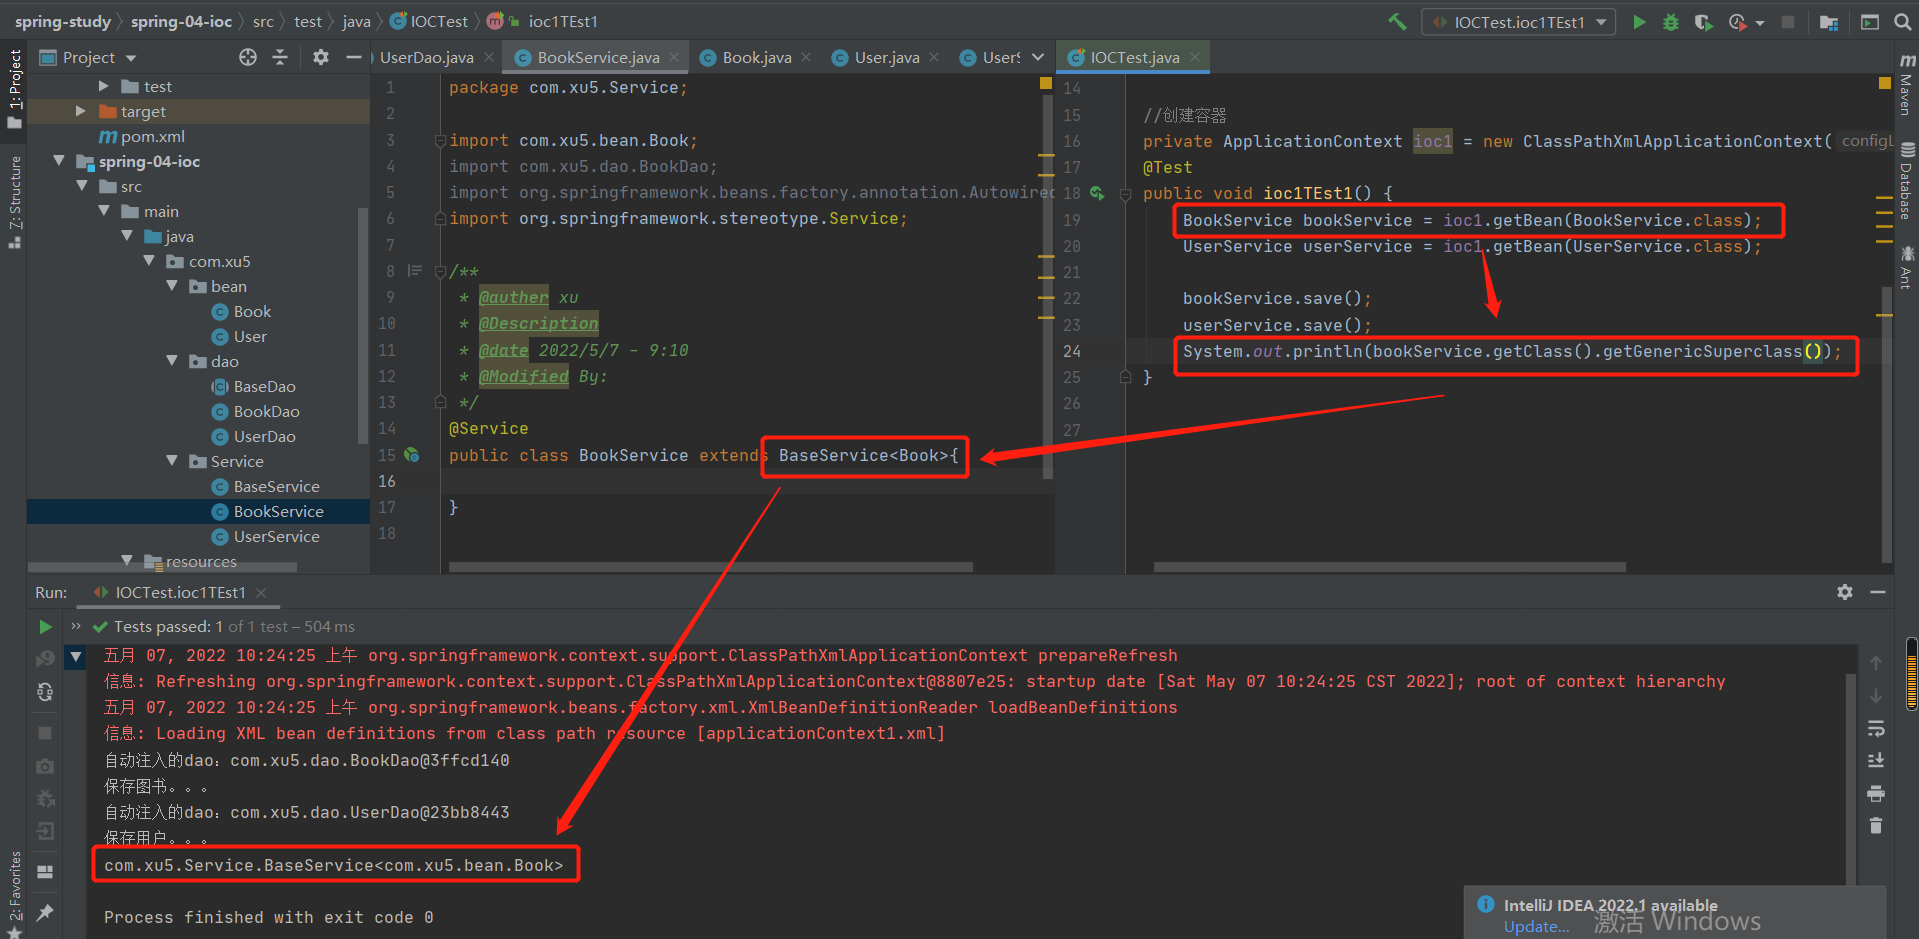 spring-study spring-04-ioc src test java IOCTest ioc1TEst1
IOCTest.ioc1TEst1
1: Project
7: Structure
2: Favorites
Project
test
target
pom.xml
spring-04-ioc
src
main
java
com.xu5
bean
Book
User
dao
BaseDao
BookDao
UserDao
Service
BaseService
BookService
UserService
resources
UserDao.java BookService.java Book.java User.java UserS
1 package com.xu5.Service;
2
3 import com.xu5.bean.Book;
4 import com.xu5.dao.BookDao;
5 import org.springframework.beans.factory.annotation.Autowired
6 import org.springframework.stereotype.Service;
7
8 /**
9 * @auther xu
10 * @Description
11 * @date 2022/5/7 - 9:10
12 * @Modified By:
13 */
14 @Service
15 public class BookService extends BaseService<Book>{
16
17 }
18
IOCTest.java
14
15 //创建容器
16 private ApplicationContext ioc1 = new ClassPathXmlApplicationContext( configL
17 @Test
18 public void ioc1TEst1() {
19 BookService bookService = ioc1.getBean(BookService.class);
20 UserService userService = ioc1.getBean(UserService.class);
21
22 bookService.save();
23 userService.save();
24 System.out.println(bookService.getClass().getGenericSuperclass());
25 }
26
27
Maven
Database
Ant
Run: IOCTest.ioc1TEst1
Tests passed: 1 of 1 test – 504 ms
五月 07, 2022 10:24:25 上午 org.springframework.context.support.ClassPathXmlApplicationContext prepareRefresh
信息: Refreshing org.springframework.context.support.ClassPathXmlApplicationContext@8807e25: startup date [Sat May 07 10:24:25 CST 2022]; root of context hierarchy
五月 07, 2022 10:24:25 上午 org.springframework.beans.factory.xml.XmlBeanDefinitionReader loadBeanDefinitions
信息: Loading XML bean definitions from class path resource [applicationContext1.xml]
自动注入的dao：com.xu5.dao.BookDao@3ffcd140
保存图书。。。
自动注入的dao：com.xu5.dao.UserDao@23bb8443
保存用户。。。
com.xu5.Service.BaseService<com.xu5.bean.Book>
Process finished with exit code 0
IntelliJ IDEA 2022.1 available
Update...
激活 Windows